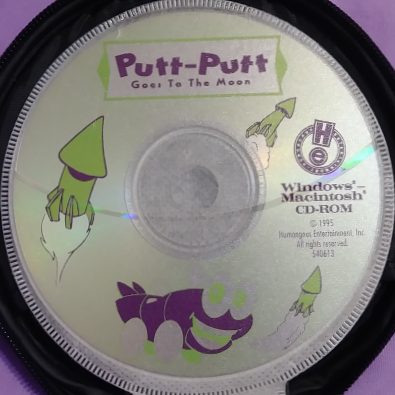 Putt-Putt
Goes To The Moon
H
e
Windows®–
Macintosh®
CD-ROM
© 1995
Humongous Entertainment, Inc.
All rights reserved.
540613